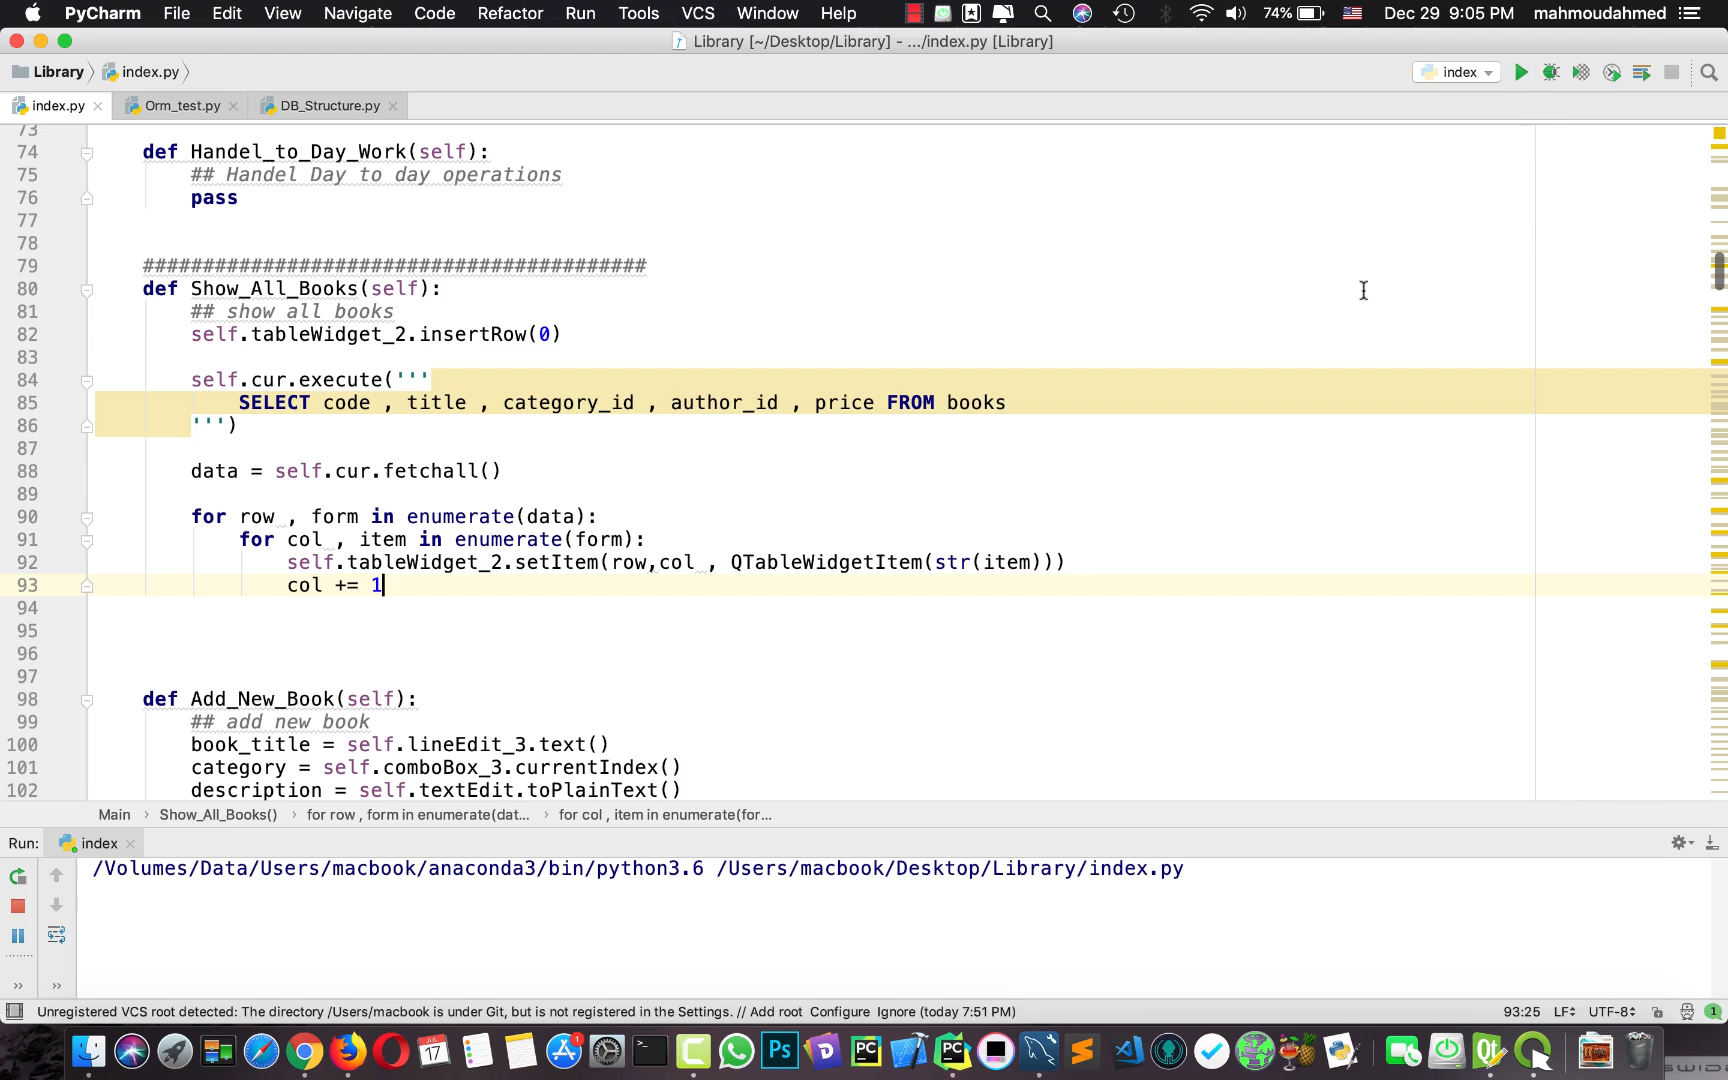 PyCharm File Edit View Navigate Code Refactor Run Tools VCS Window Help 74% Dec 29 9:05 PM mahmoudahmed
Library [~/Desktop/Library] - .../index.py [Library]
Library index.py index
index.py Orm_test.py DB_Structure.py
73
74 def Handel_to_Day_Work(self):
75 ## Handel Day to day operations
76 pass
77
78
79 ##########################################
80 def Show_All_Books(self):
81 ## show all books
82 self.tableWidget_2.insertRow(0)
83
84 self.cur.execute('''
85 SELECT code , title , category_id , author_id , price FROM books
86 ''')
87
88 data = self.cur.fetchall()
89
90 for row , form in enumerate(data):
91 for col , item in enumerate(form):
92 self.tableWidget_2.setItem(row,col , QTableWidgetItem(str(item)))
93 col += 1
94
95
96
97
98 def Add_New_Book(self):
99 ## add new book
100 book_title = self.lineEdit_3.text()
101 category = self.comboBox_3.currentIndex()
102 description = self.textEdit.toPlainText()
Main Show_All_Books() for row , form in enumerate(dat... for col , item in enumerate(for...
Run: index
/Volumes/Data/Users/macbook/anaconda3/bin/python3.6 /Users/macbook/Desktop/Library/index.py
Unregistered VCS root detected: The directory /Users/macbook is under Git, but is not registered in the Settings. // Add root Configure Ignore (today 7:51 PM) 93:25 LF UTF-8 1
JUL 17 1 Ps PC PC Qt